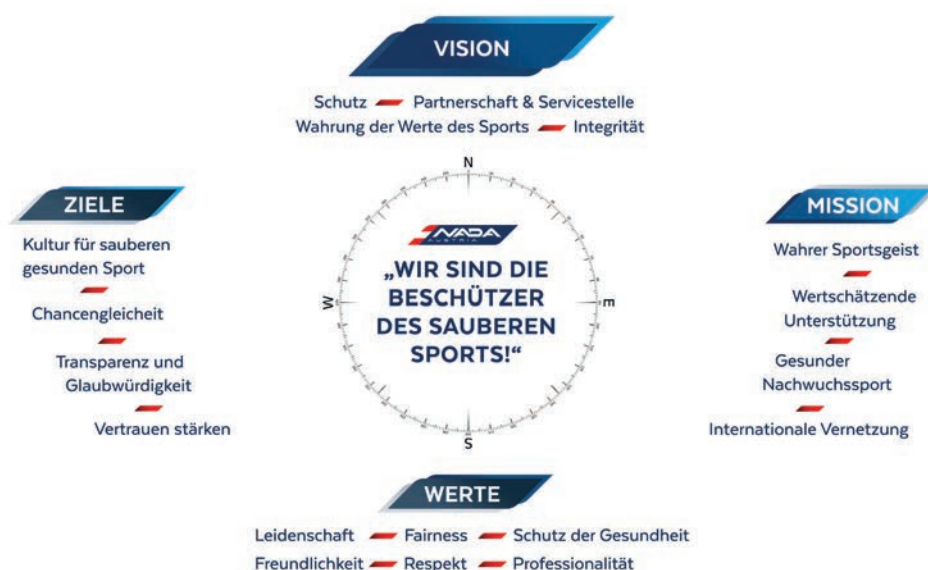 VISION
Schutz Partnerschaft & Servicestelle
Wahrung der Werte des Sports Integrität
ZIELE
Kultur für sauberen
gesunden Sport
Chancengleicheit
Transparenz und
Glaubwürdigkeit
Vertrauen stärken
N
W
E
S
NADA
AUSTRIA
„WIR SIND DIE
BESCHÜTZER
DES SAUBEREN
SPORTS!“
MISSION
Wahrer Sportsgeist
Wertschätzende
Unterstützung
Gesunder
Nachwuchssport
Internationale Vernetzung
WERTE
Leidenschaft Fairness Schutz der Gesundheit
Freundlichkeit Respekt Professionalität